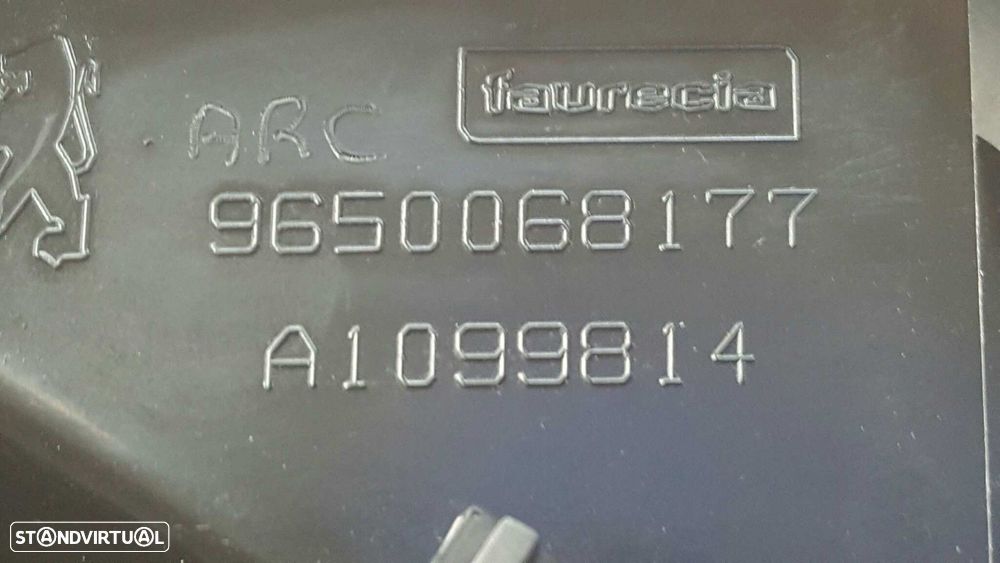 faurecia
ARC
9650068177
A1099814
STANDVIRTUAL